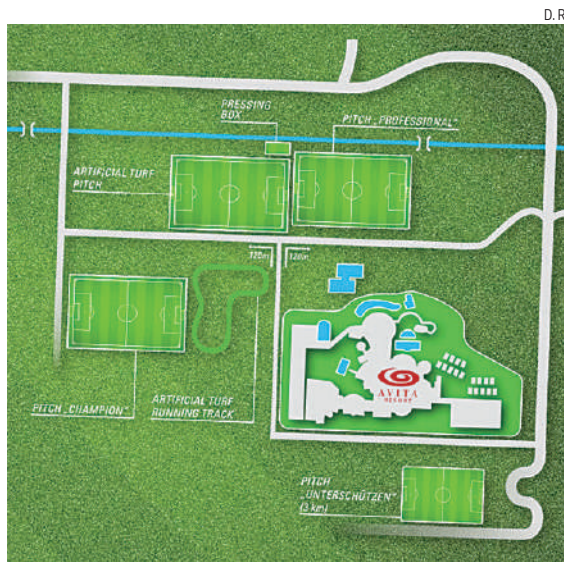 D. R
PRESSING
BOX
PITCH „PROFESSIONAL“
ARTIFICIAL TURF
PITCH
120m
120m
AVITA
RESORT
PITCH „CHAMPION“
ARTIFICIAL TURF
RUNNING TRACK
PITCH
„UNTERSCHÜTZEN“
(3 km)